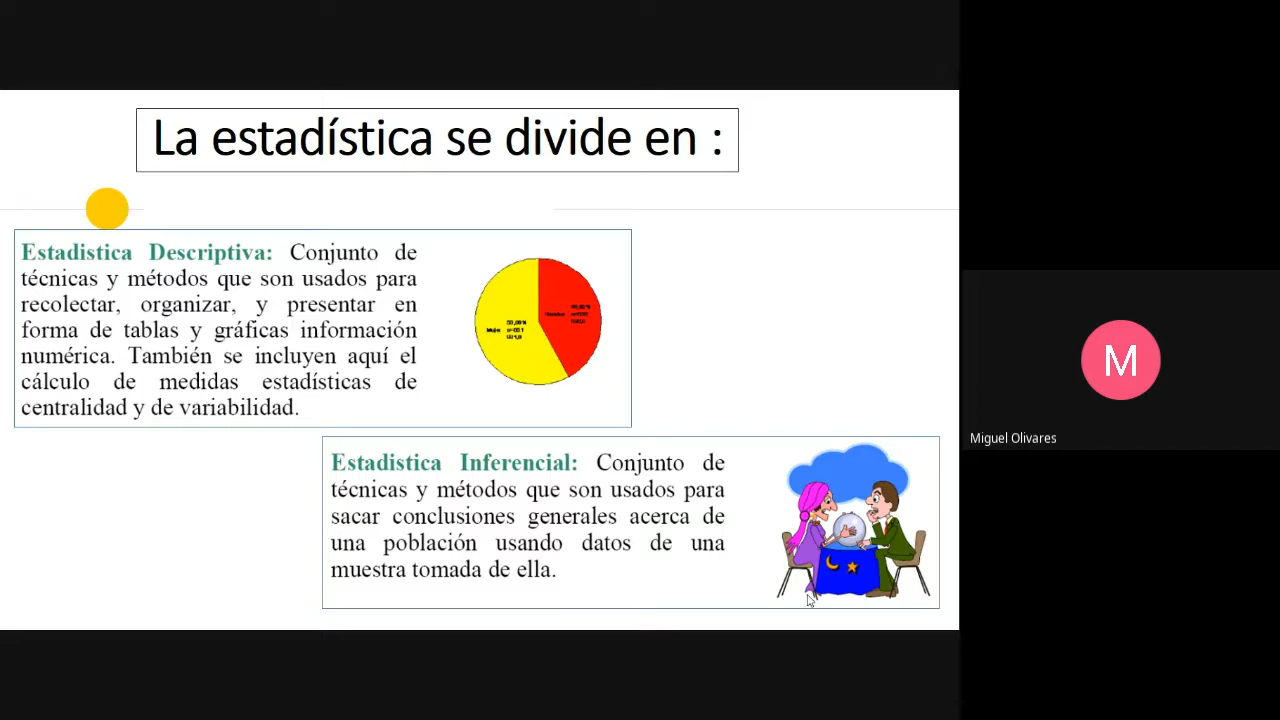 La estadística se divide en :
Estadistica Descriptiva: Conjunto de
técnicas y métodos que son usados para
recolectar, organizar, y presentar en
forma de tablas y gráficas información
numérica. También se incluyen aquí el
cálculo de medidas estadísticas de
centralidad y de variabilidad.
Mujer
Estadistica Inferencial: Conjunto de
técnicas y métodos que son usados para
sacar conclusiones generales acerca de
una población usando datos de una
muestra tomada de ella.
M
Miguel Olivares